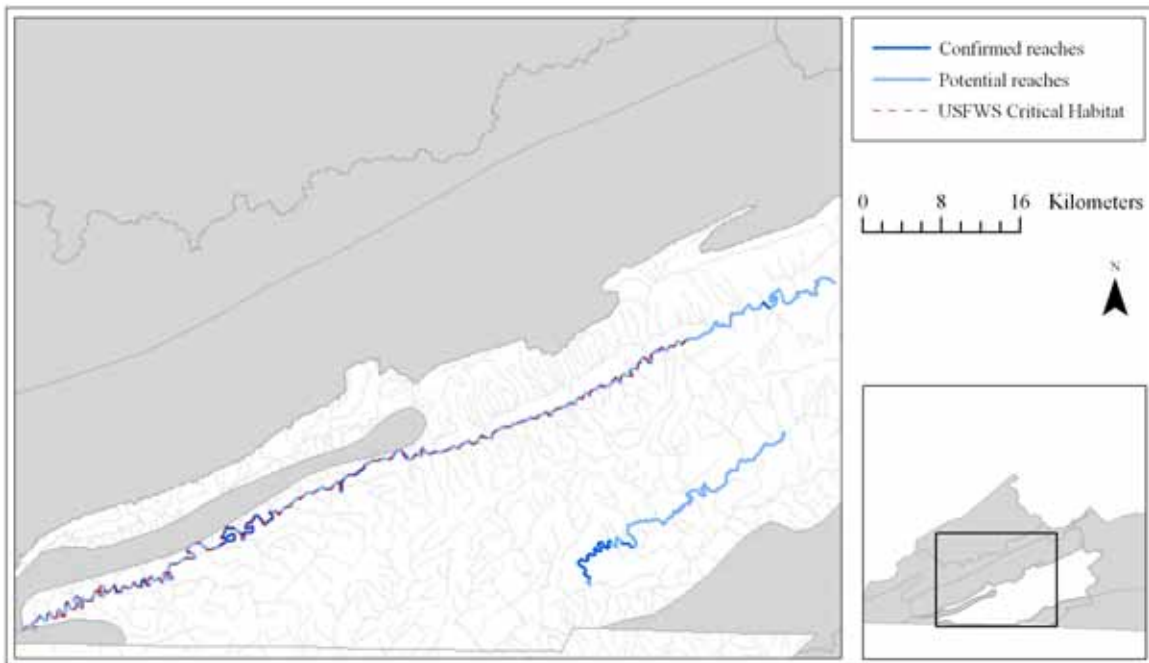 Confirmed reaches
Potential reaches
USFWS Critical Habitat
0 8 16 Kilometers
N